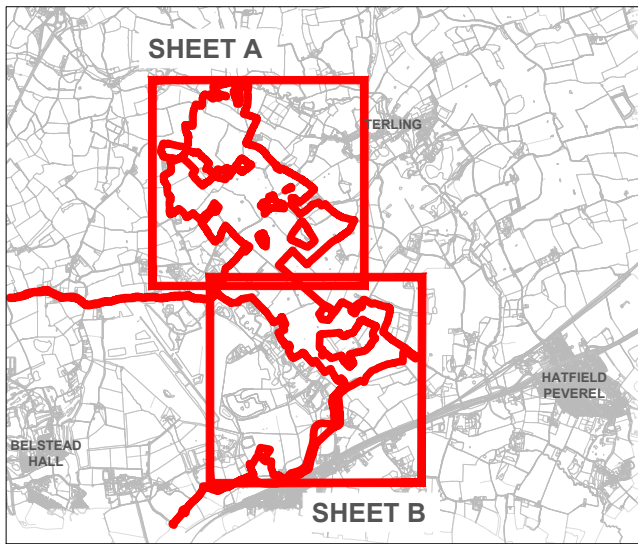 SHEET A
TERLING
HATFIELD
PEVEREL
BELSTEAD
HALL
SHEET B